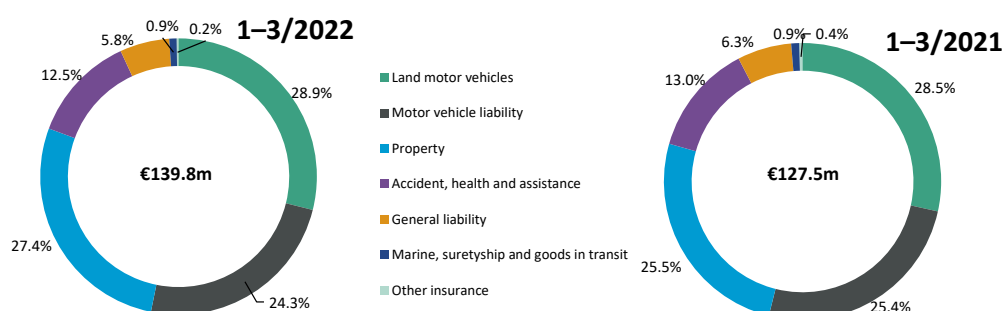 1–3/2022
0.9%
0.2%
5.8%
12.5%
28.9%
€139.8m
27.4%
24.3%
Land motor vehicles
Motor vehicle liability
Property
Accident, health and assistance
General liability
Marine, suretyship and goods in transit
Other insurance
1–3/2021
0.9%
0.4%
6.3%
13.0%
28.5%
€127.5m
25.5%
25.4%